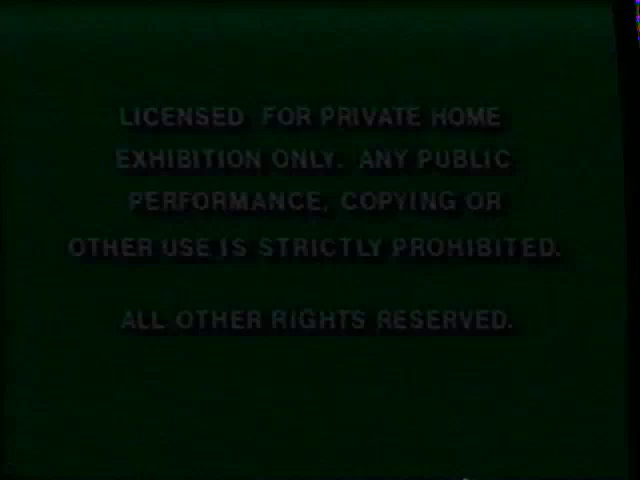 LICENSED FOR PRIVATE HOME
EXHIBITION ONLY. ANY PUBLIC
PERFORMANCE, COPYING OR
OTHER USE IS STRICTLY PROHIBITED.
ALL OTHER RIGHTS RESERVED.